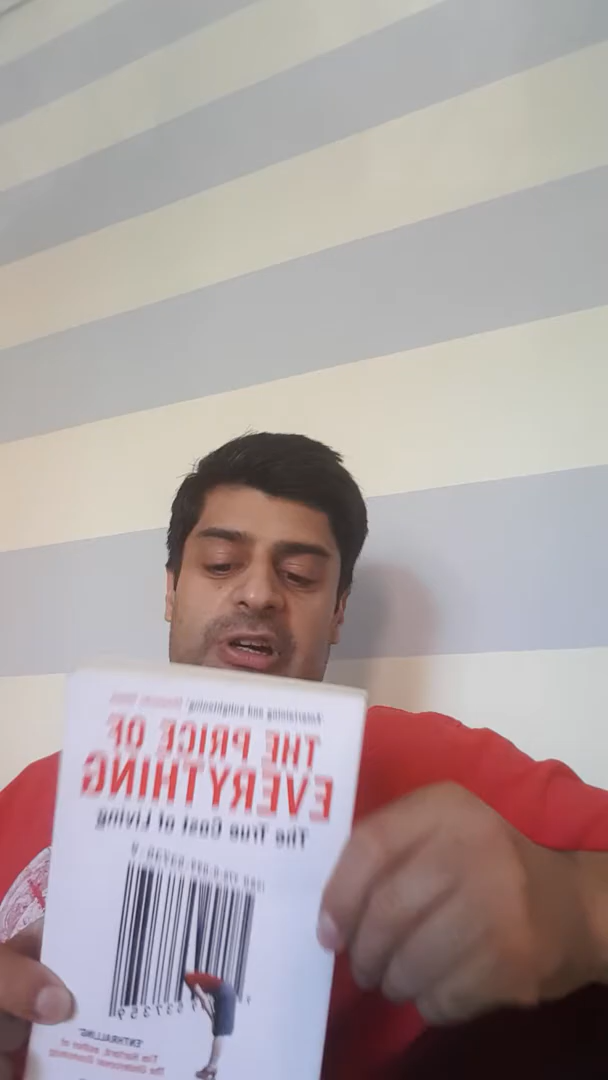 'Entertaining and enlightening'
THE PRICE OF
EVERYTHING
The True Cost of Living
'ENTHRALLING'
Tim Harford, author of
The Undercover Economist